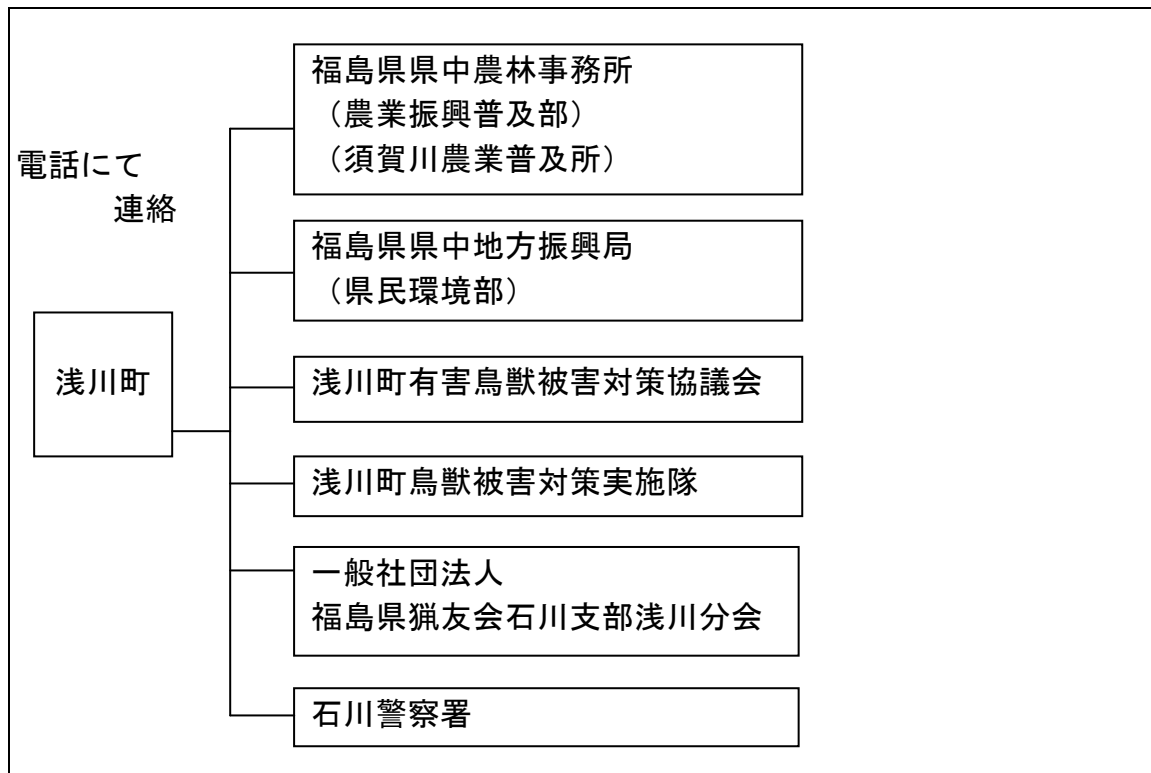 電話にて
連絡
浅川町
福島県県中農林事務所
（農業振興普及部）
（須賀川農業普及所）
福島県県中地方振興局
（県民環境部）
浅川町有害鳥獣被害対策協議会
浅川町鳥獣被害対策実施隊
一般社団法人
福島県猟友会石川支部浅川分会
石川警察署